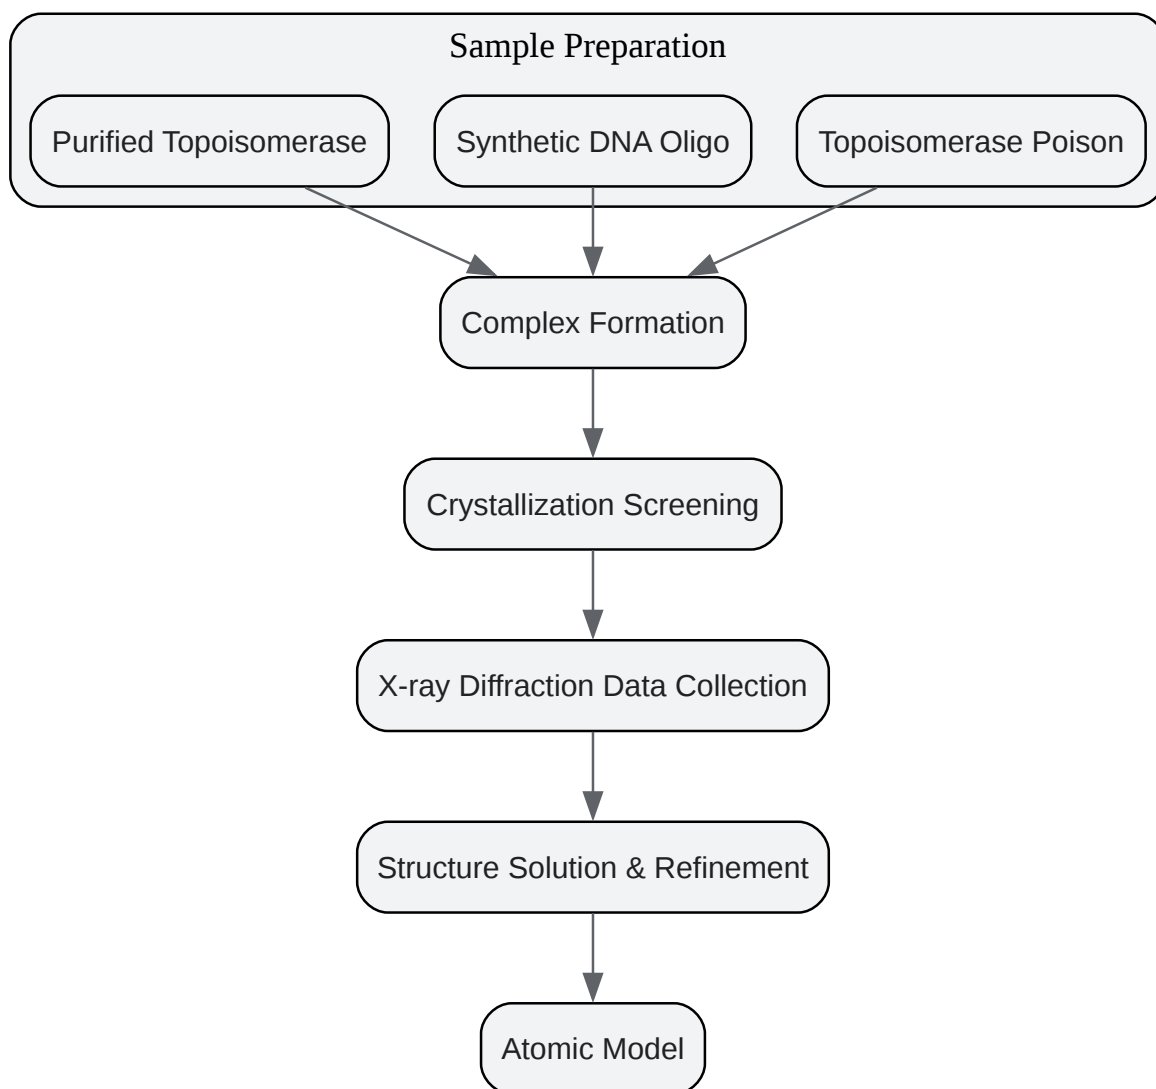 Sample Preparation
Purified Topoisomerase
Synthetic DNA Oligo
Topoisomerase Poison
Complex Formation
Crystallization Screening
X-ray Diffraction Data Collection
Structure Solution & Refinement
Atomic Model